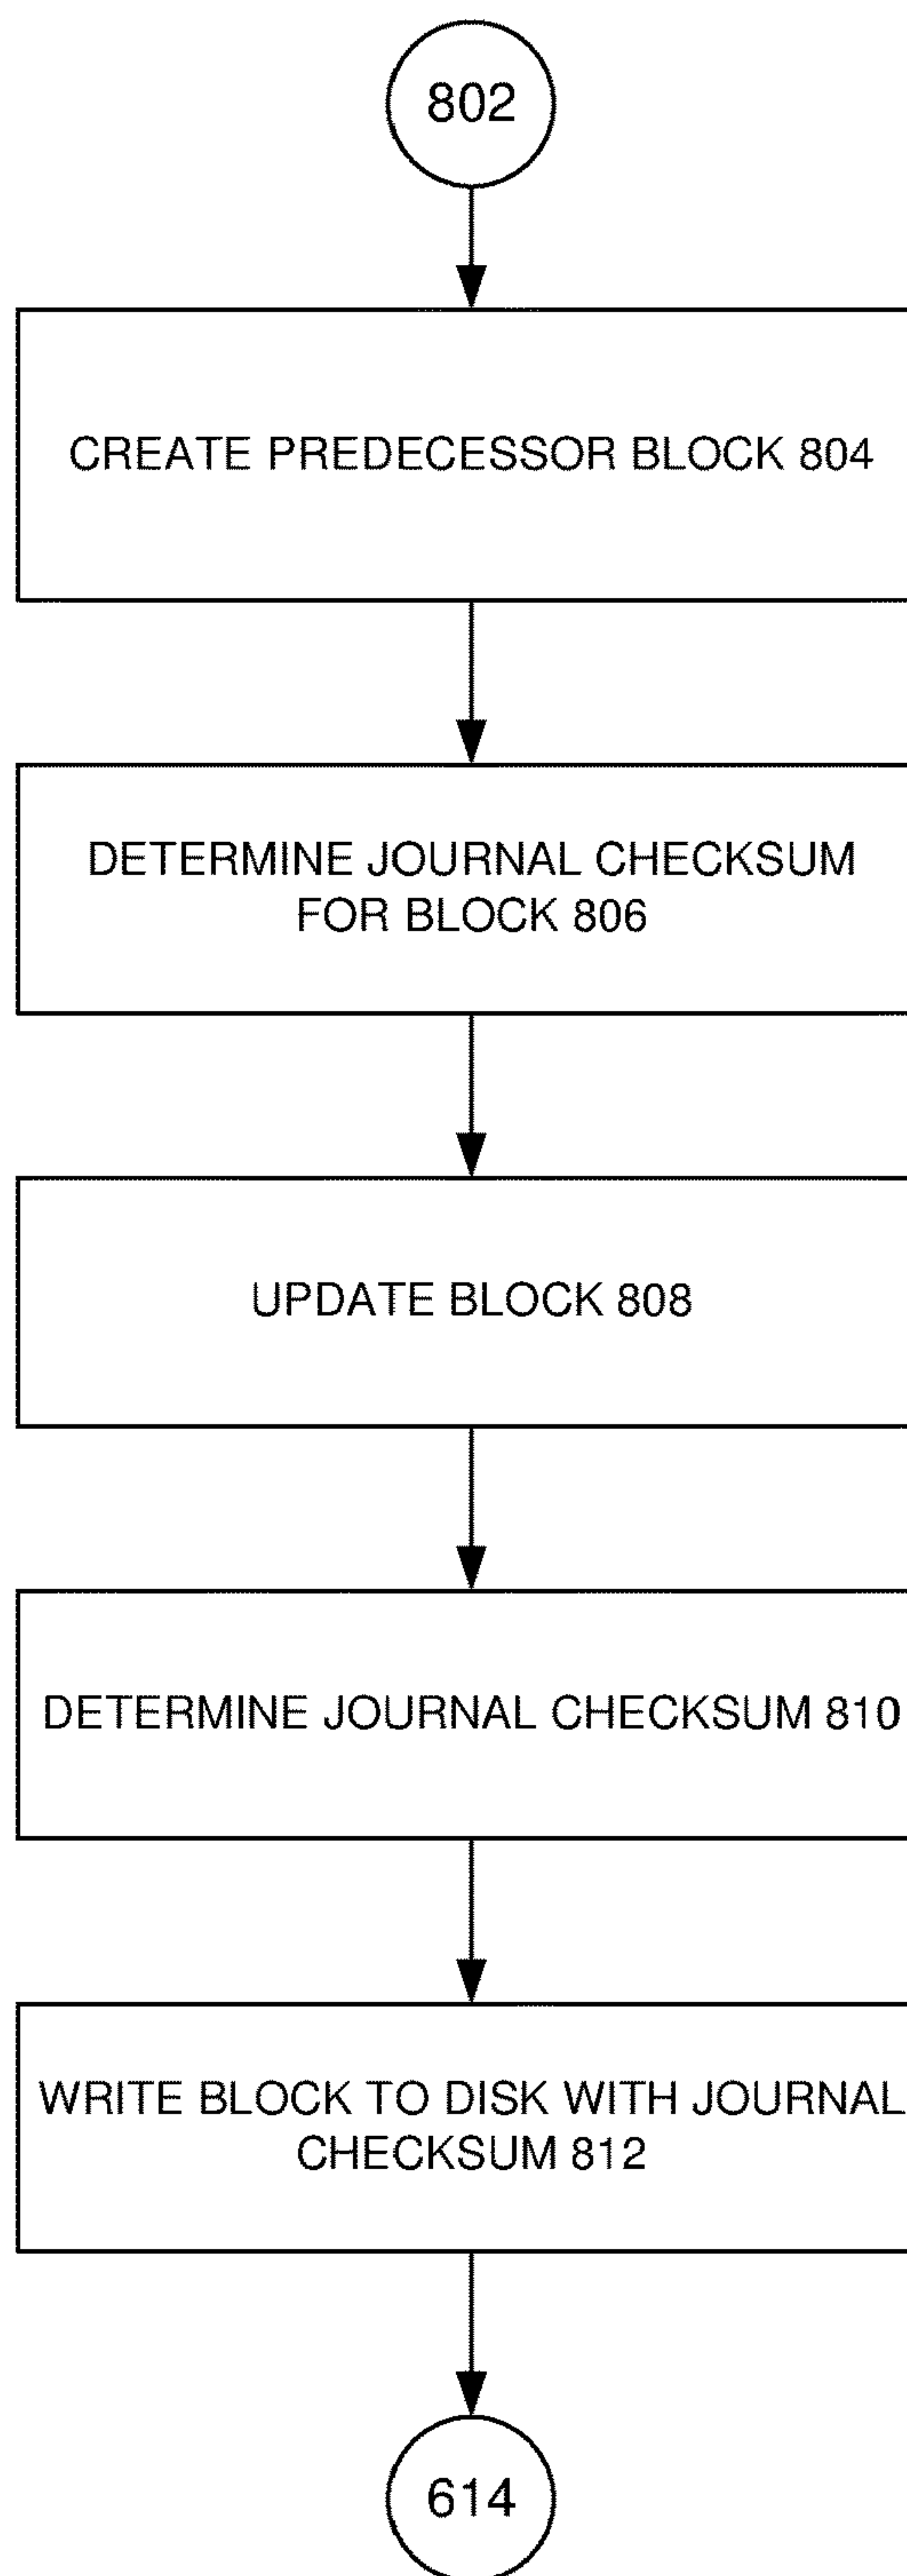 802
CREATE PREDECESSOR BLOCK 804
DETERMINE JOURNAL CHECKSUM
FOR BLOCK 806
UPDATE BLOCK 808
DETERMINE JOURNAL CHECKSUM 810
WRITE BLOCK TO DISK WITH JOURNAL
CHECKSUM 812
614